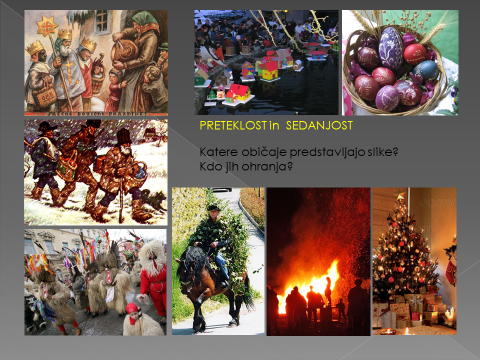 PRETEKLOST in SEDANJOST
Katere običaje predstavljajo slike?
Kdo jih ohranja?